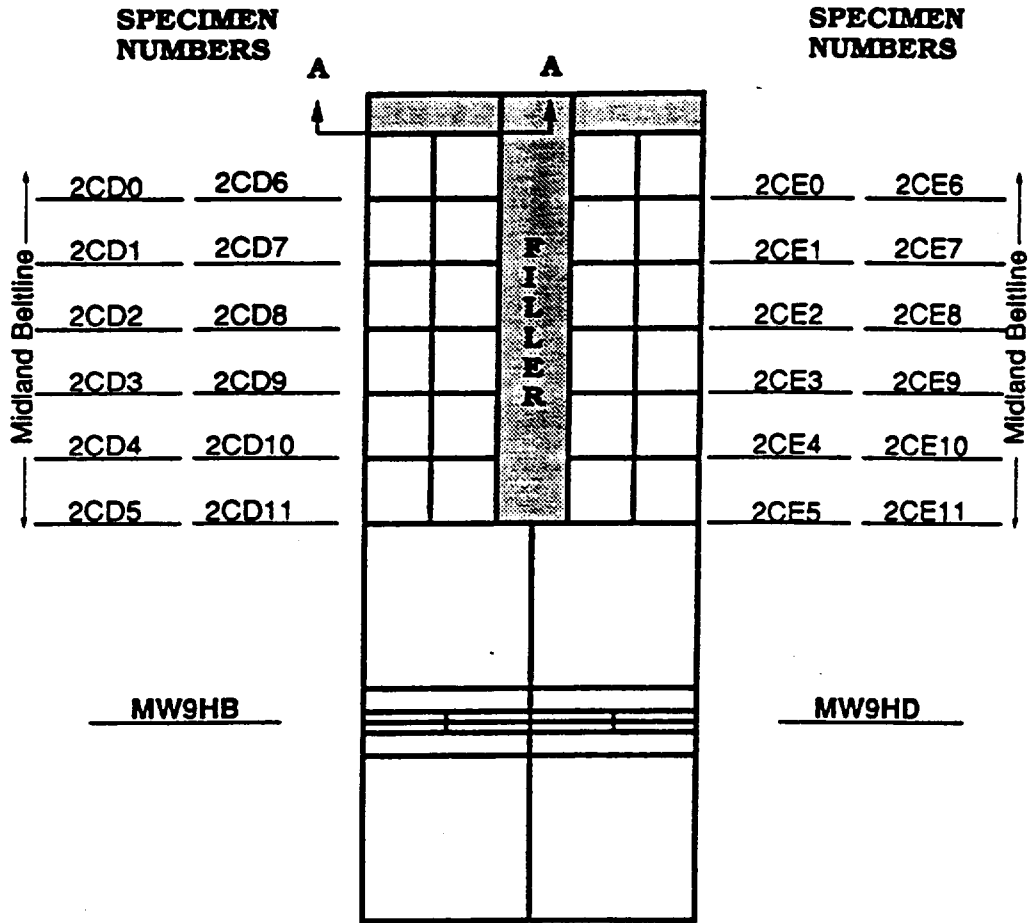 SPECIMEN
NUMBERS
SPECIMEN
NUMBERS
A
A
2CD0 2CD6
2CE0 2CE6
2CD1 2CD7
2CE1 2CE7
2CD2 2CD8
2CE2 2CE8
2CD3 2CD9
2CE3 2CE9
2CD4 2CD10
2CE4 2CE10
2CD5 2CD11
2CE5 2CE11
Midland Beltline
FILLER
Midland Beltline
MW9HB
MW9HD